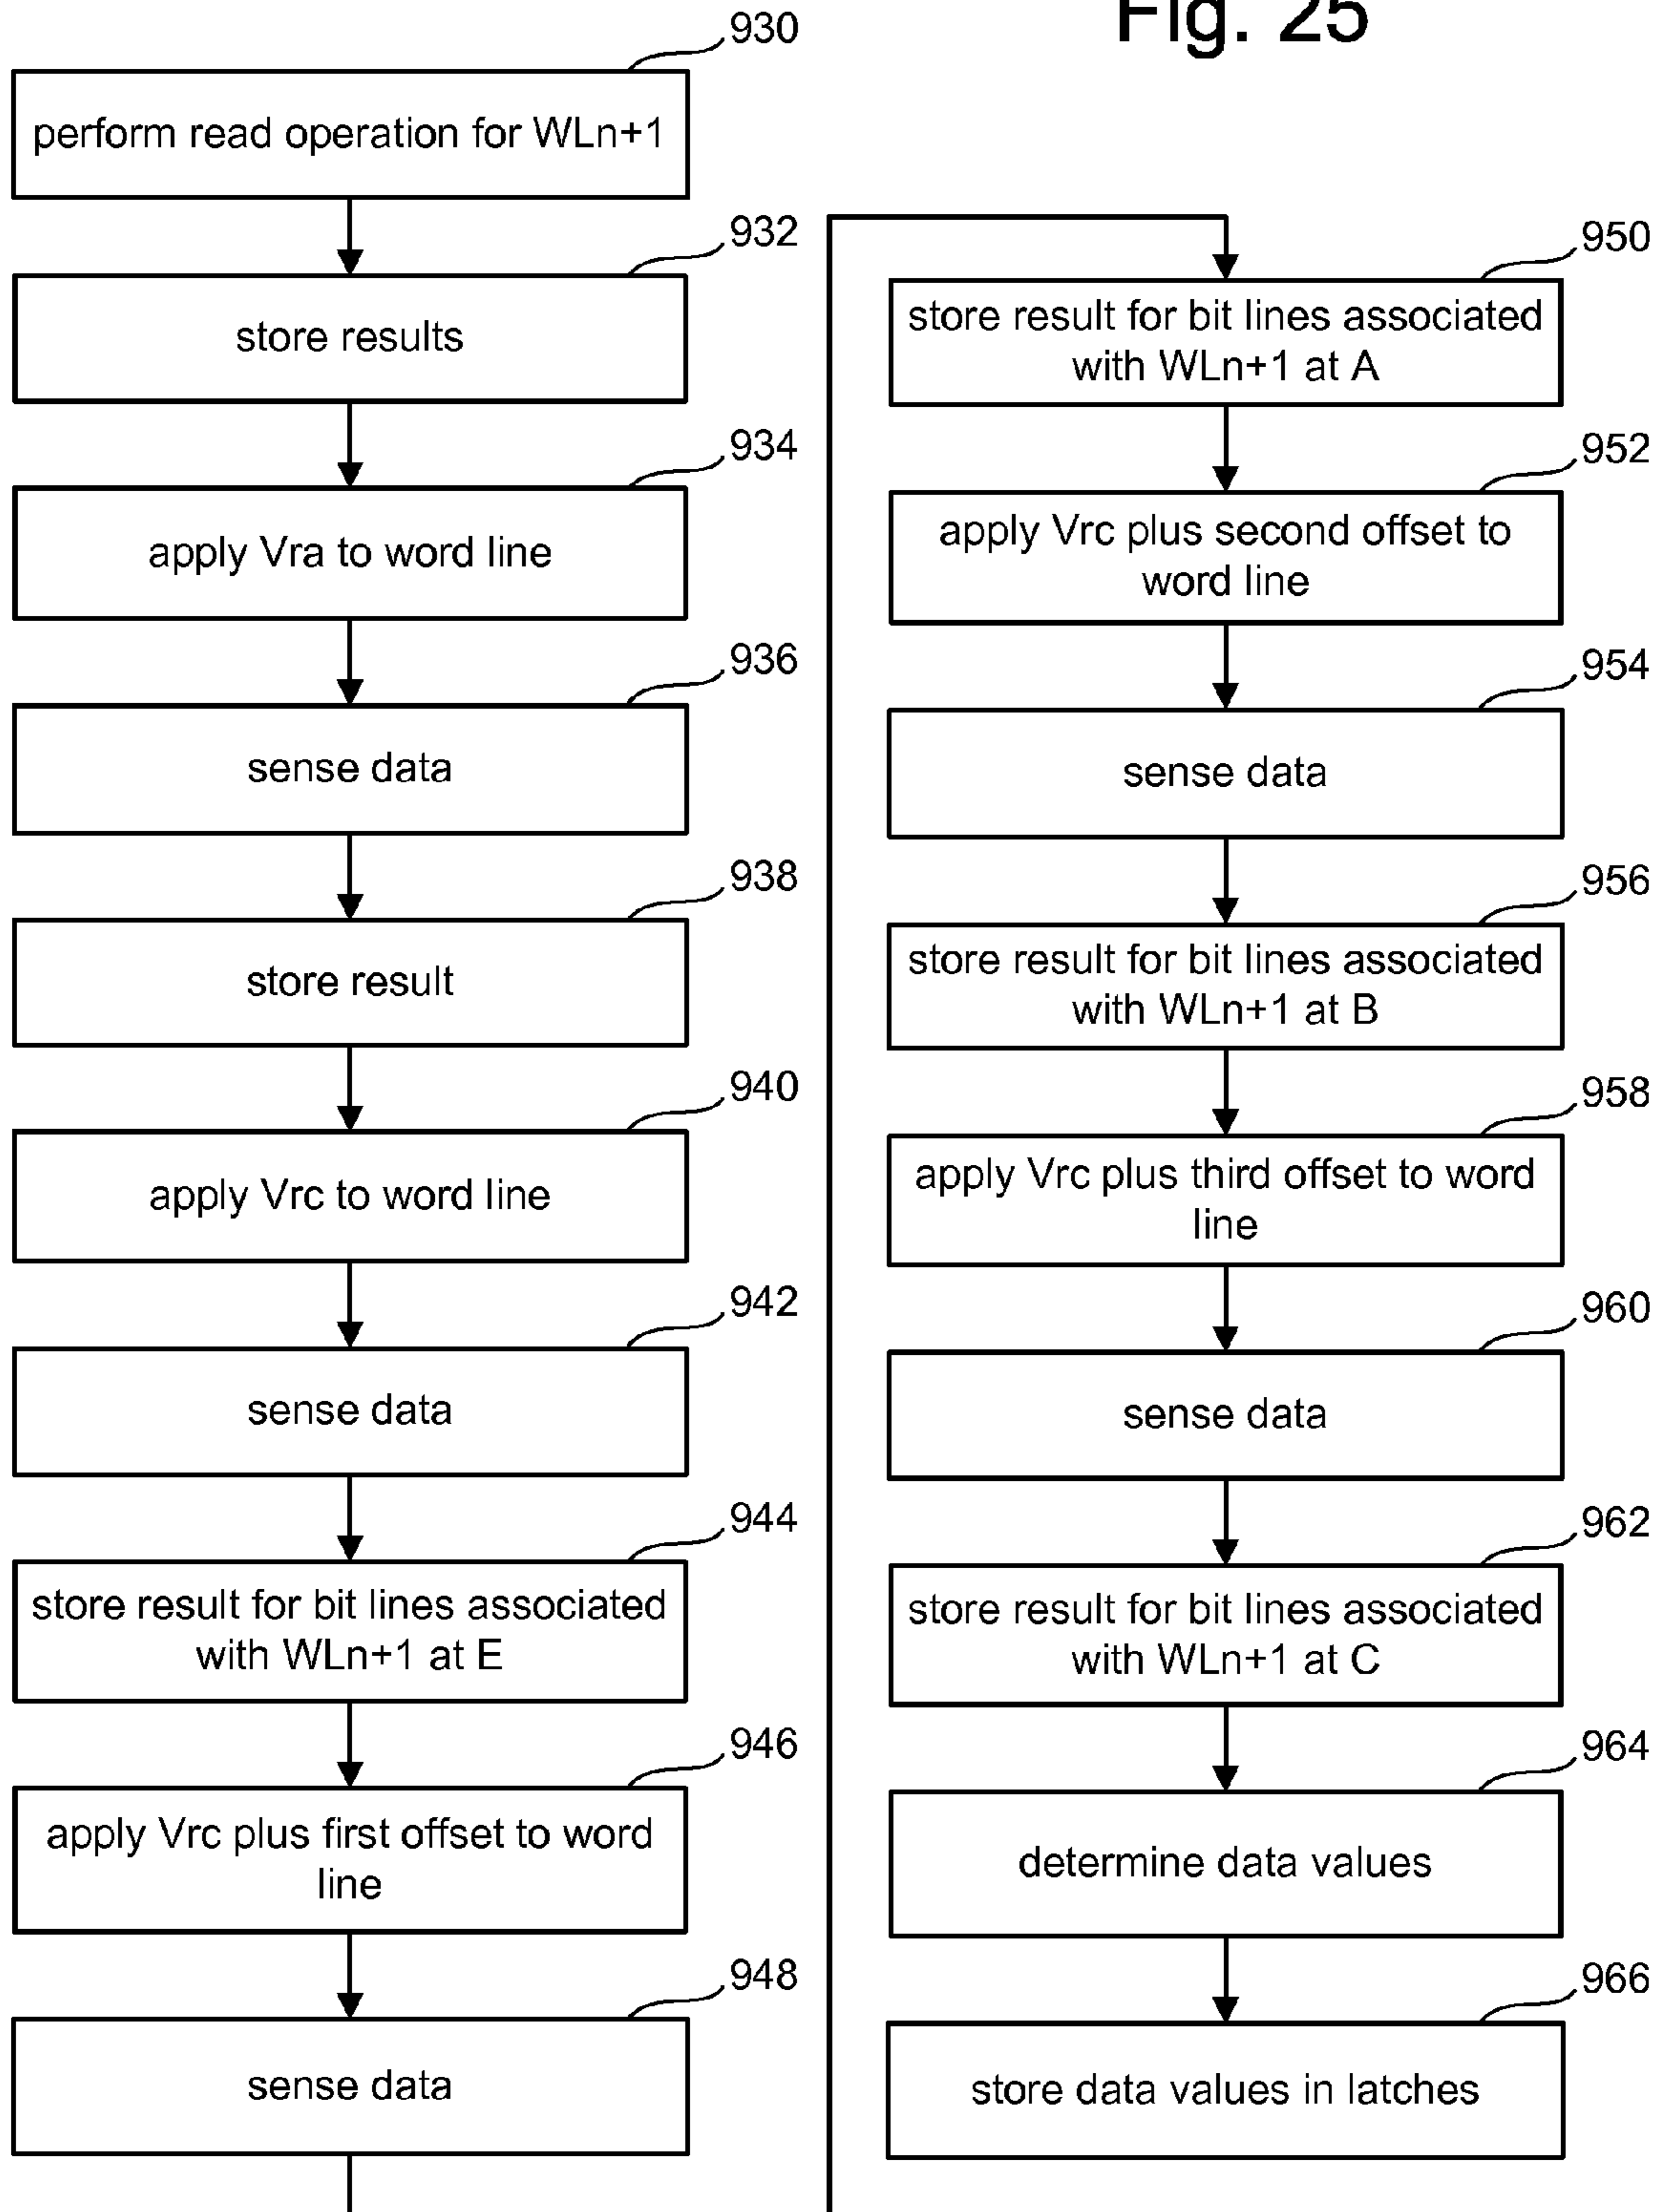 Fig. 25
930
perform read operation for WLn+1
932
store results
934
apply Vra to word line
936
sense data
938
store result
940
apply Vrc to word line
942
sense data
944
store result for bit lines associated
with WLn+1 at E
946
apply Vrc plus first offset to word
line
948
sense data
950
store result for bit lines associated
with WLn+1 at A
952
apply Vrc plus second offset to
word line
954
sense data
956
store result for bit lines associated
with WLn+1 at B
958
apply Vrc plus third offset to word
line
960
sense data
962
store result for bit lines associated
with WLn+1 at C
964
determine data values
966
store data values in latches